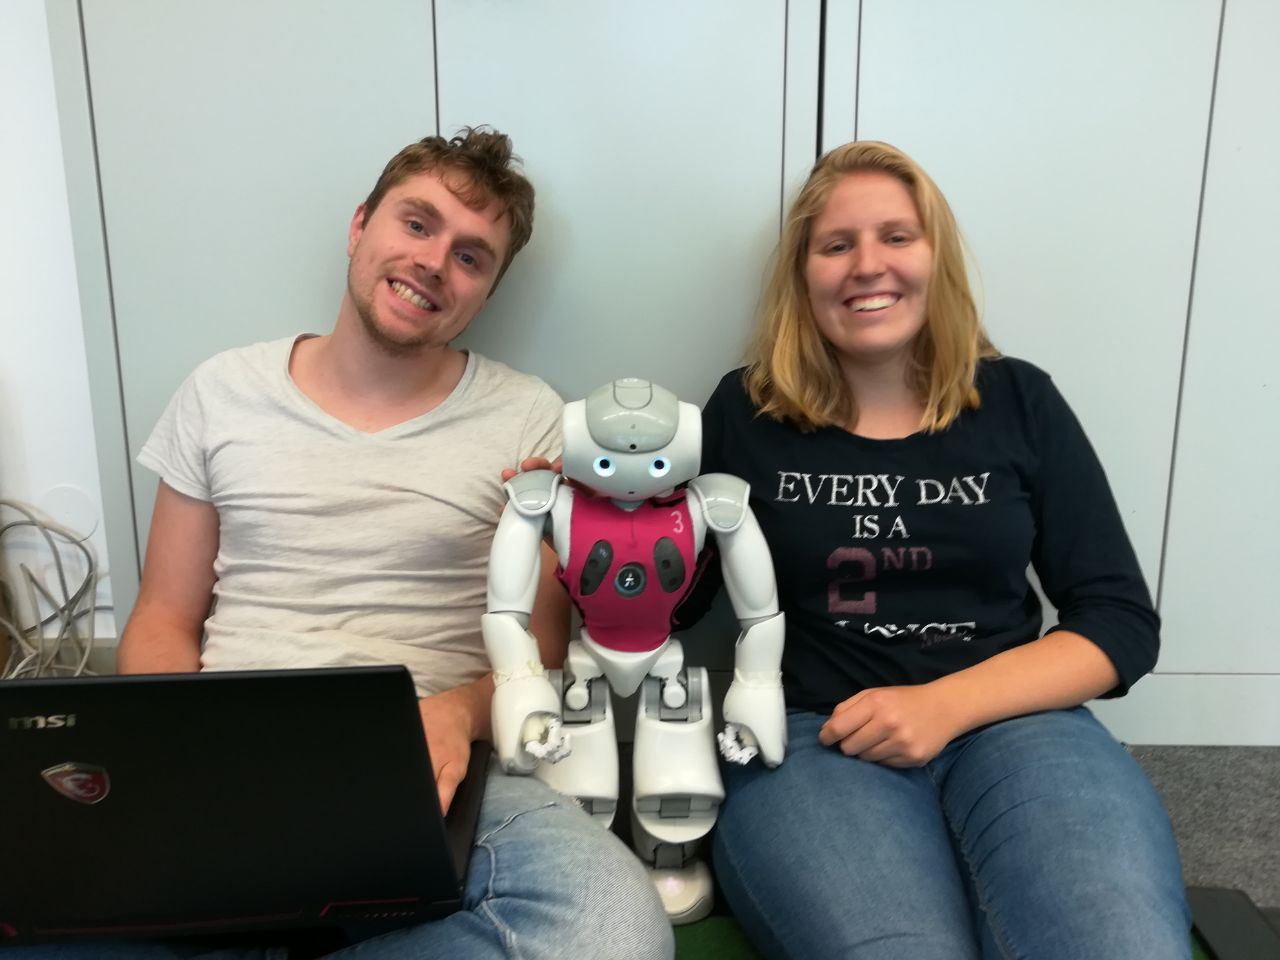 3
EVERY DAY
IS A
2ND
msi